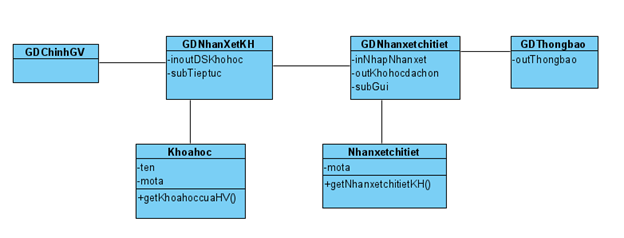 GDChinhGV
GDNhanXetKH
-inoutDSKhohoc
-subTieptuc
GDNhanxetchitiet
-inNhapNhanxet
-outKhohocdachon
-subGui
GDThongbao
-outThongbao
Khoahoc
-ten
-mota
+getKhoahoccuaHV()
Nhanxetchitiet
-mota
+getNhanxetchitietKH()